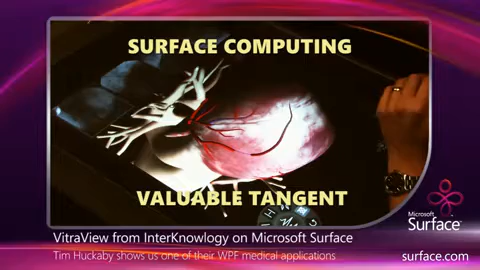 SURFACE COMPUTING
VALUABLE TANGENT
VitraView from InterKnowlogy on Microsoft Surface
Tim Huckaby shows us one of their WPF medical applications
Microsoft
Surface
surface.com